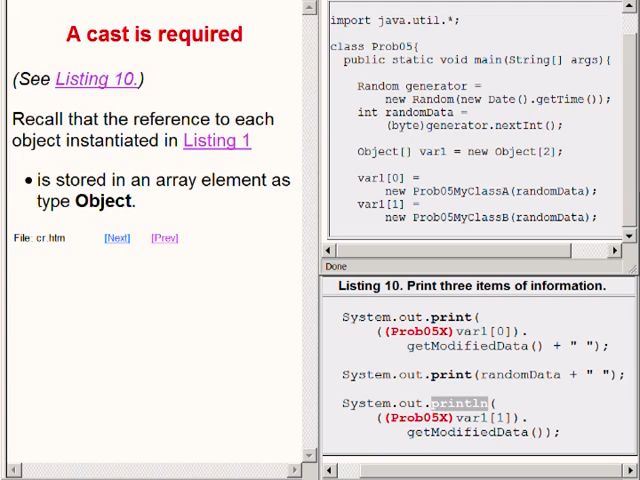 A cast is required
(See Listing 10.)
Recall that the reference to each
object instantiated in Listing 1
• is stored in an array element as
type Object.
File: cr.htm [Next] [Prev]
import java.util.*;
class Prob05{
public static void main(String[] args){
Random generator =
new Random(new Date().getTime());
int randomData =
(byte)generator.nextInt();
Object[] var1 = new Object[2];
var1[0] =
new Prob05MyClassA(randomData);
var1[1] =
new Prob05MyClassB(randomData);
Done
Listing 10. Print three items of information.
System.out.print(
((Prob05X)var1[0]).
getModifiedData() + " ");
System.out.print(randomData + " ");
System.out.println(
((Prob05X)var1[1]).
getModifiedData());